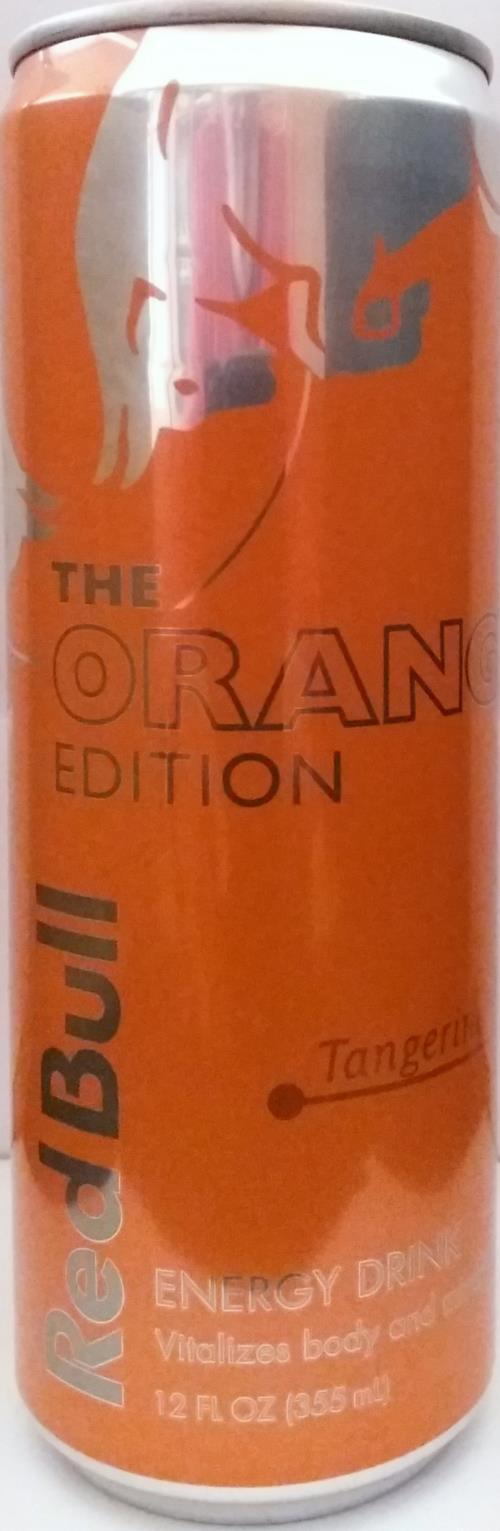 THE
ORANG
EDITION
Red Bull
Tangerin
ENERGY DRINK
Vitalizes body and
12 FL OZ (355 mL)